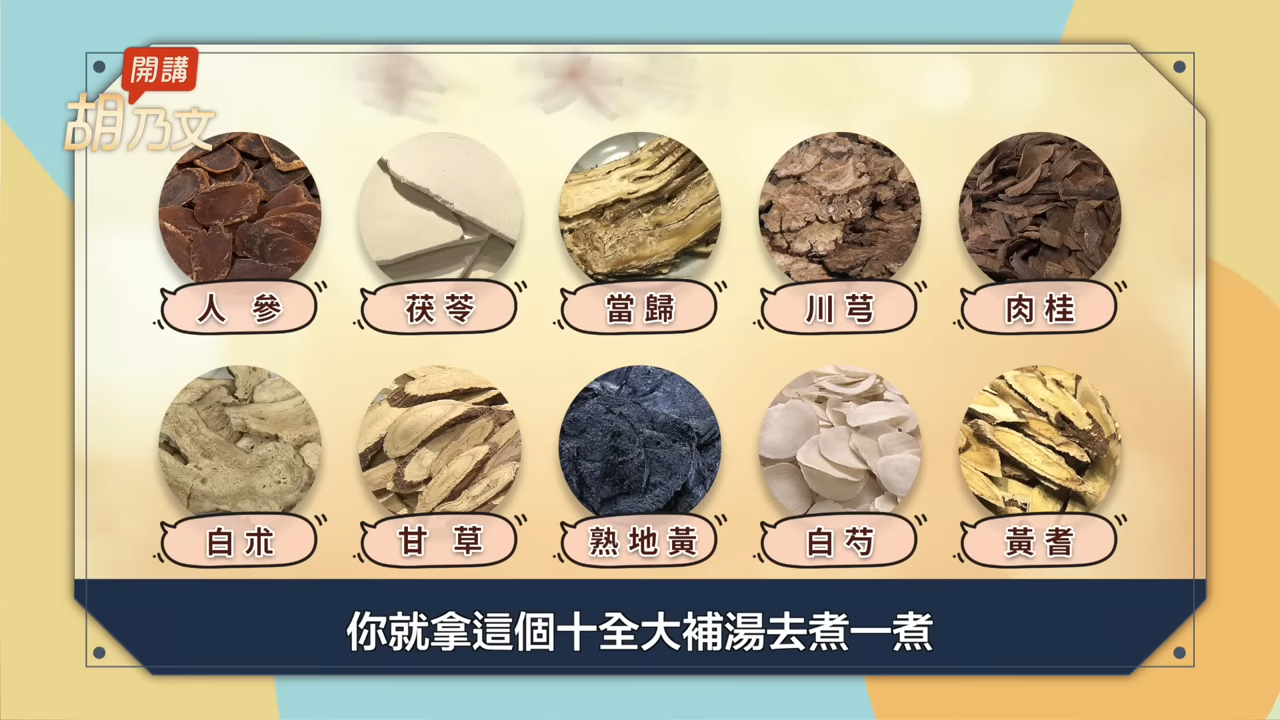 開講
胡乃文
人參
茯苓
當歸
川芎
肉桂
白朮
甘草
熟地黃
白芍
黃耆
你就拿這個十全大補湯去煮一煮